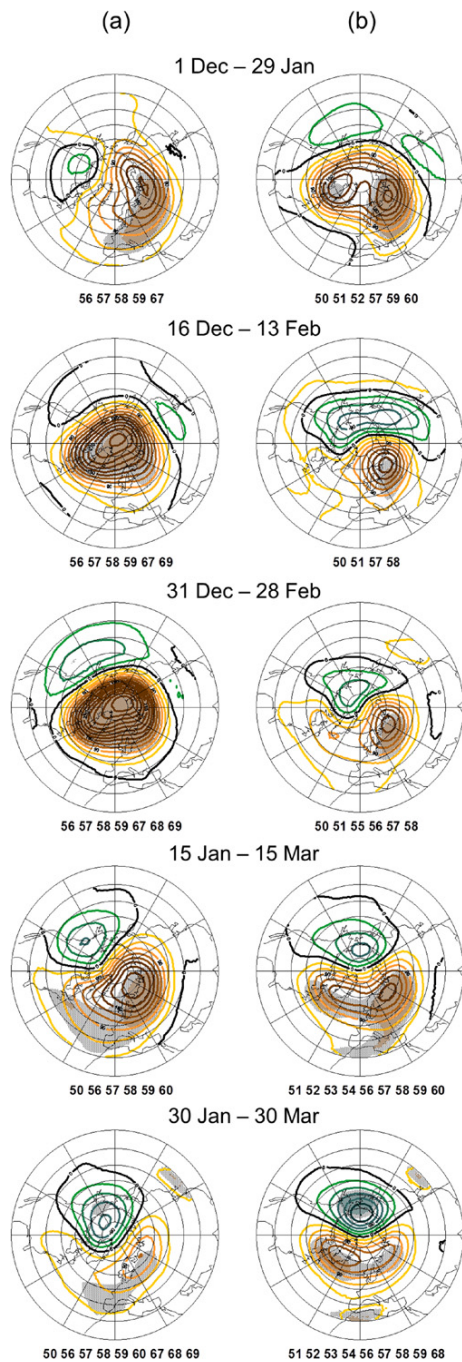 (a) (b)
1 Dec – 29 Jan
56 57 58 59 67 50 51 52 57 59 60
16 Dec – 13 Feb
56 57 58 59 67 69 50 51 57 58
31 Dec – 28 Feb
56 57 58 59 67 68 69 50 51 55 56 57 58
15 Jan – 15 Mar
50 56 57 58 59 60 51 52 53 54 56 57 58 59 60
30 Jan – 30 Mar
50 56 57 58 59 60 67 68 69 51 52 53 54 56 57 58 59 68